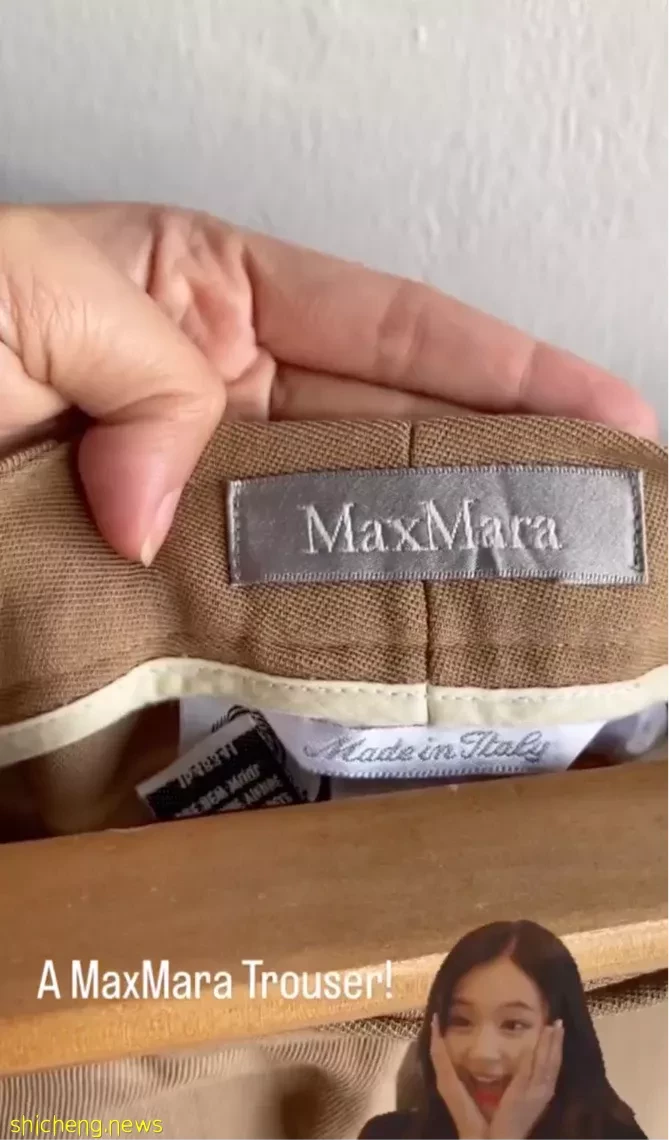 MaxMara
Made in Italy
A MaxMara Trouser!
shicheng.news